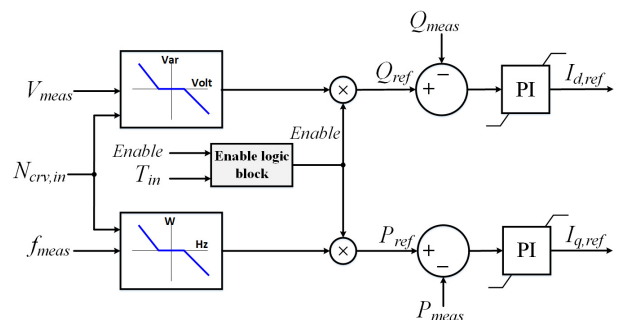 Q_meas
Var
Volt
V_meas
×
Q_ref
+
−
PI
I_d,ref
Enable
Enable
Enable logic
block
T_in
N_crv,in
W
Hz
f_meas
×
P_ref
+
−
PI
I_q,ref
P_meas